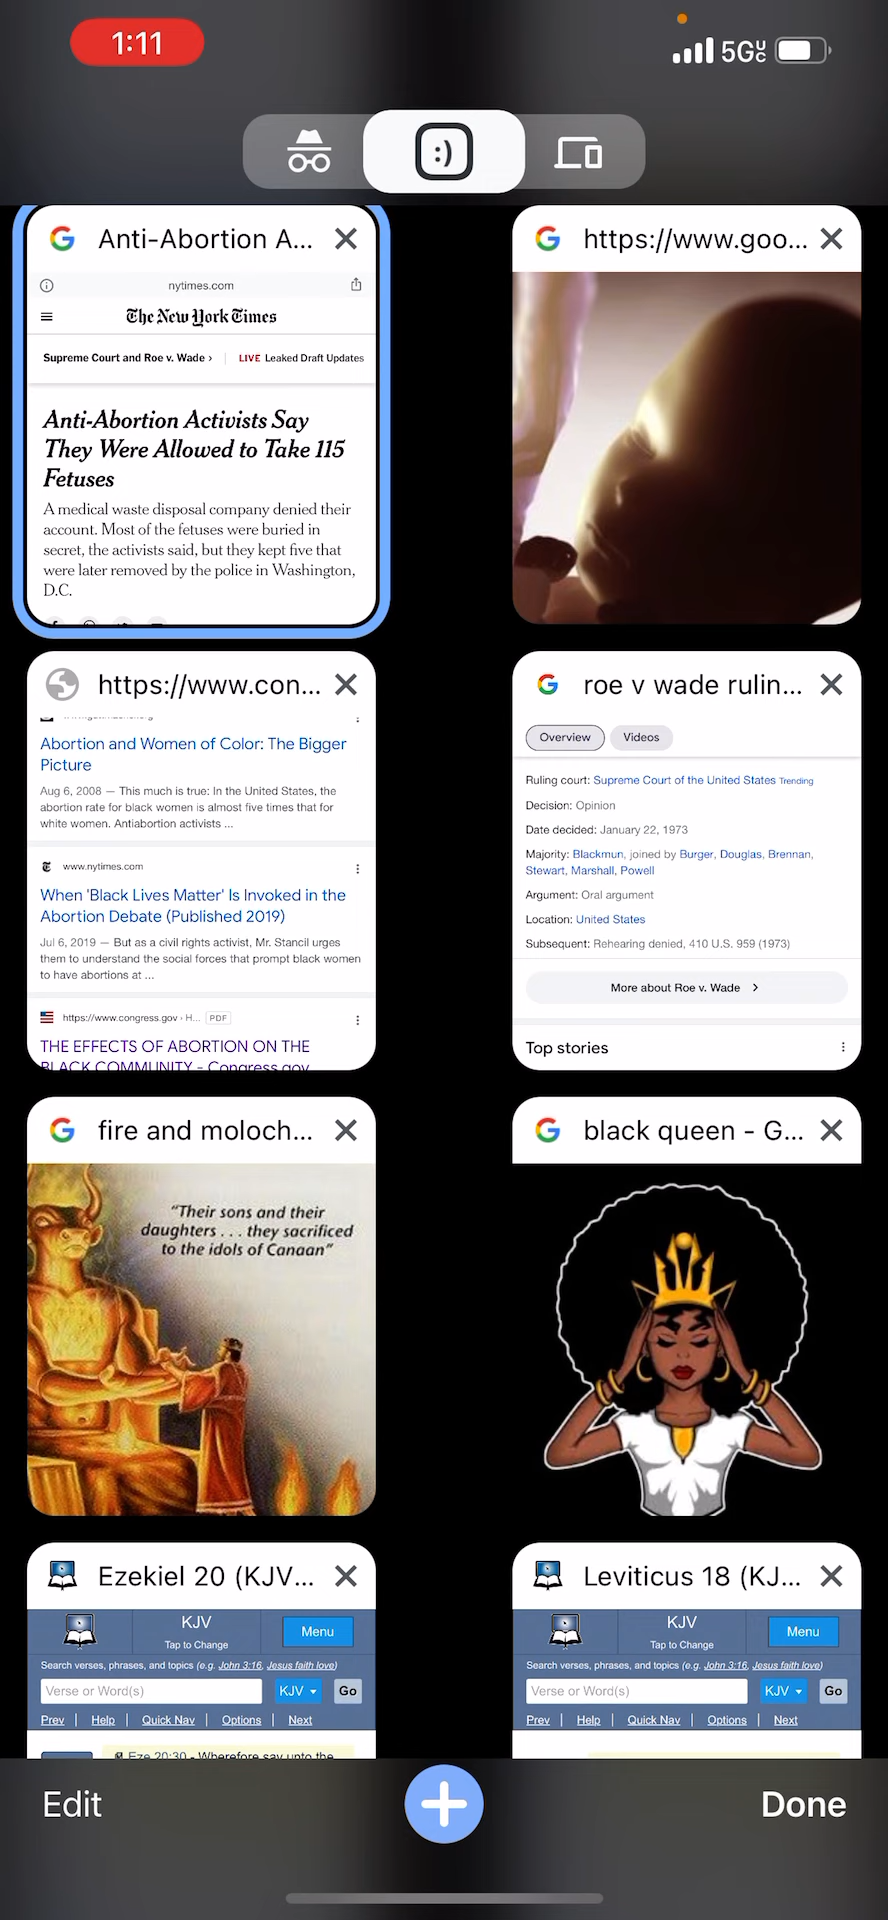 1:11
5G UC
:)
Anti-Abortion A...
nytimes.com
The New York Times
Supreme Court and Roe v. Wade › LIVE Leaked Draft Updates
Anti-Abortion Activists Say
They Were Allowed to Take 115
Fetuses
A medical waste disposal company denied their
account. Most of the fetuses were buried in
secret, the activists said, but they kept five that
were later removed by the police in Washington,
D.C.
https://www.goo...
https://www.con...
Abortion and Women of Color: The Bigger
Picture
Aug 6, 2008 — This much is true: In the United States, the
abortion rate for black women is almost five times that for
white women. Antiabortion activists ...
www.nytimes.com
When 'Black Lives Matter' Is Invoked in the
Abortion Debate (Published 2019)
Jul 6, 2019 — But as a civil rights activist, Mr. Stancil urges
them to understand the social forces that prompt black women
to have abortions at ...
https://www.congress.gov › H... PDF
THE EFFECTS OF ABORTION ON THE
BLACK COMMUNITY - Congress.gov
roe v wade rulin...
Overview Videos
Ruling court: Supreme Court of the United States Trending
Decision: Opinion
Date decided: January 22, 1973
Majority: Blackmun, joined by Burger, Douglas, Brennan,
Stewart, Marshall, Powell
Argument: Oral argument
Location: United States
Subsequent: Rehearing denied, 410 U.S. 959 (1973)
More about Roe v. Wade >
Top stories
fire and moloch...
"Their sons and their
daughters . . . they sacrificed
to the idols of Canaan"
black queen - G...
Ezekiel 20 (KJV...
KJV
Tap to Change
Menu
Search verses, phrases, and topics (e.g. John 3:16, Jesus faith love)
Verse or Word(s) KJV Go
Prev | Help | Quick Nav | Options | Next
Eze 20:30 - Wherefore say unto the
Leviticus 18 (KJ...
KJV
Tap to Change
Menu
Search verses, phrases, and topics (e.g. John 3:16, Jesus faith love)
Verse or Word(s) KJV Go
Prev | Help | Quick Nav | Options | Next
Edit
Done